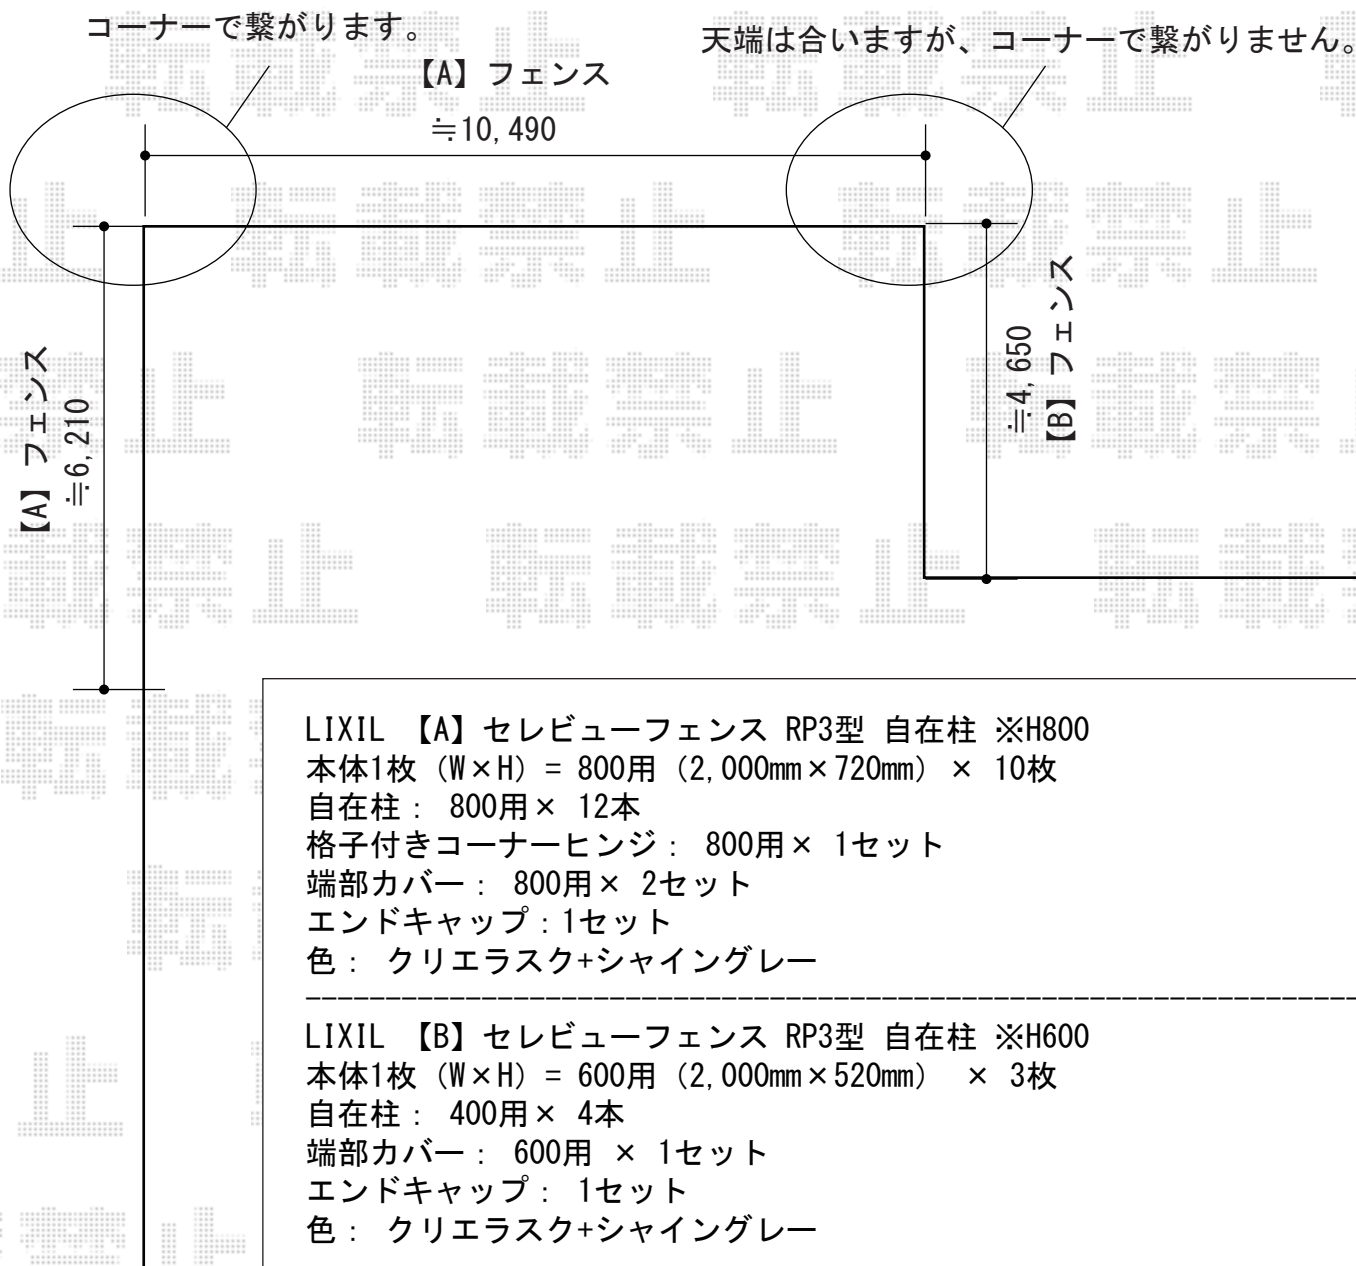 コーナーで繋がります。
天端は合いますが、コーナーで繋がりません。
【A】フェンス
≒10,490
【A】フェンス
≒6,210
≒4,650
【B】フェンス
LIXIL 【A】セレビューフェンス RP3型 自在柱 ※H800
本体1枚（W×H）= 800用（2,000mm×720mm）× 10枚
自在柱： 800用× 12本
格子付きコーナーヒンジ： 800用× 1セット
端部カバー： 800用× 2セット
エンドキャップ：1セット
色： クリエラスク+シャイングレー
LIXIL 【B】セレビューフェンス RP3型 自在柱 ※H600
本体1枚（W×H）= 600用（2,000mm×520mm） × 3枚
自在柱： 400用× 4本
端部カバー： 600用 × 1セット
エンドキャップ： 1セット
色： クリエラスク+シャイングレー
転載禁止